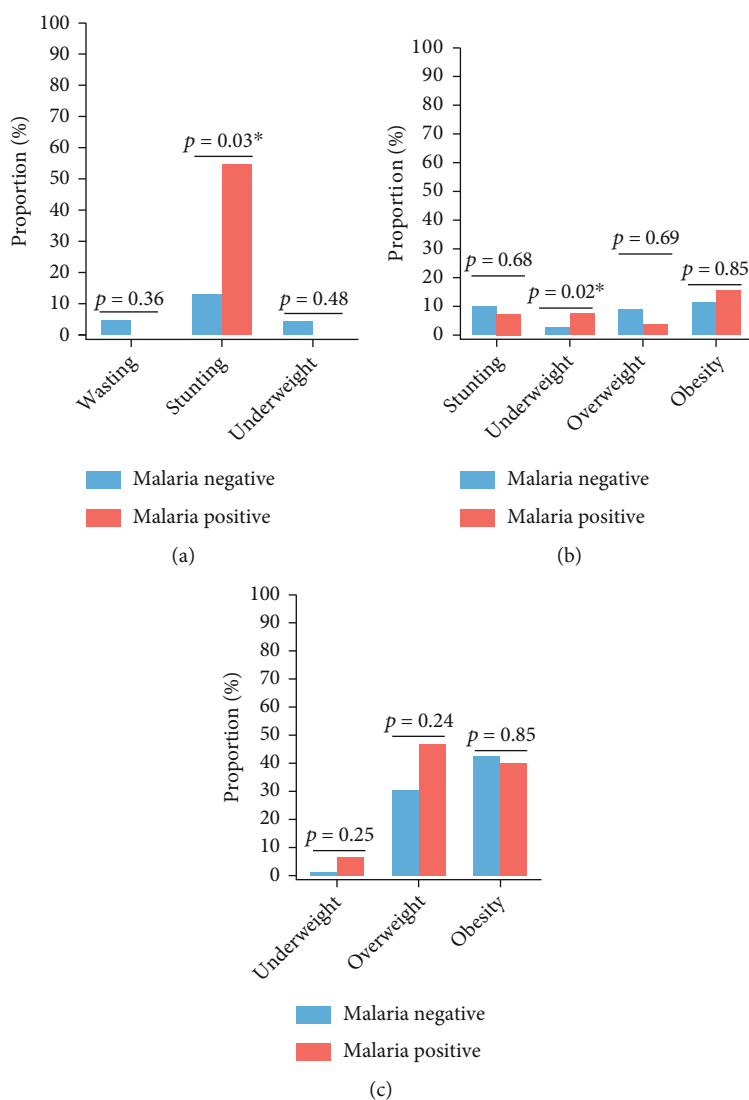 100
90
80
70
60
50
40
30
20
10
0
Proportion (%)
p = 0.36
p = 0.03*
p = 0.48
Wasting
Stunting
Underweight
Malaria negative
Malaria positive
(a)
100
90
80
70
60
50
40
30
20
10
0
Proportion (%)
p = 0.68
p = 0.02*
p = 0.69
p = 0.85
Stunting
Underweight
Overweight
Obesity
Malaria negative
Malaria positive
(b)
100
90
80
70
60
50
40
30
20
10
0
Proportion (%)
p = 0.25
p = 0.24
p = 0.85
Underweight
Overweight
Obesity
Malaria negative
Malaria positive
(c)